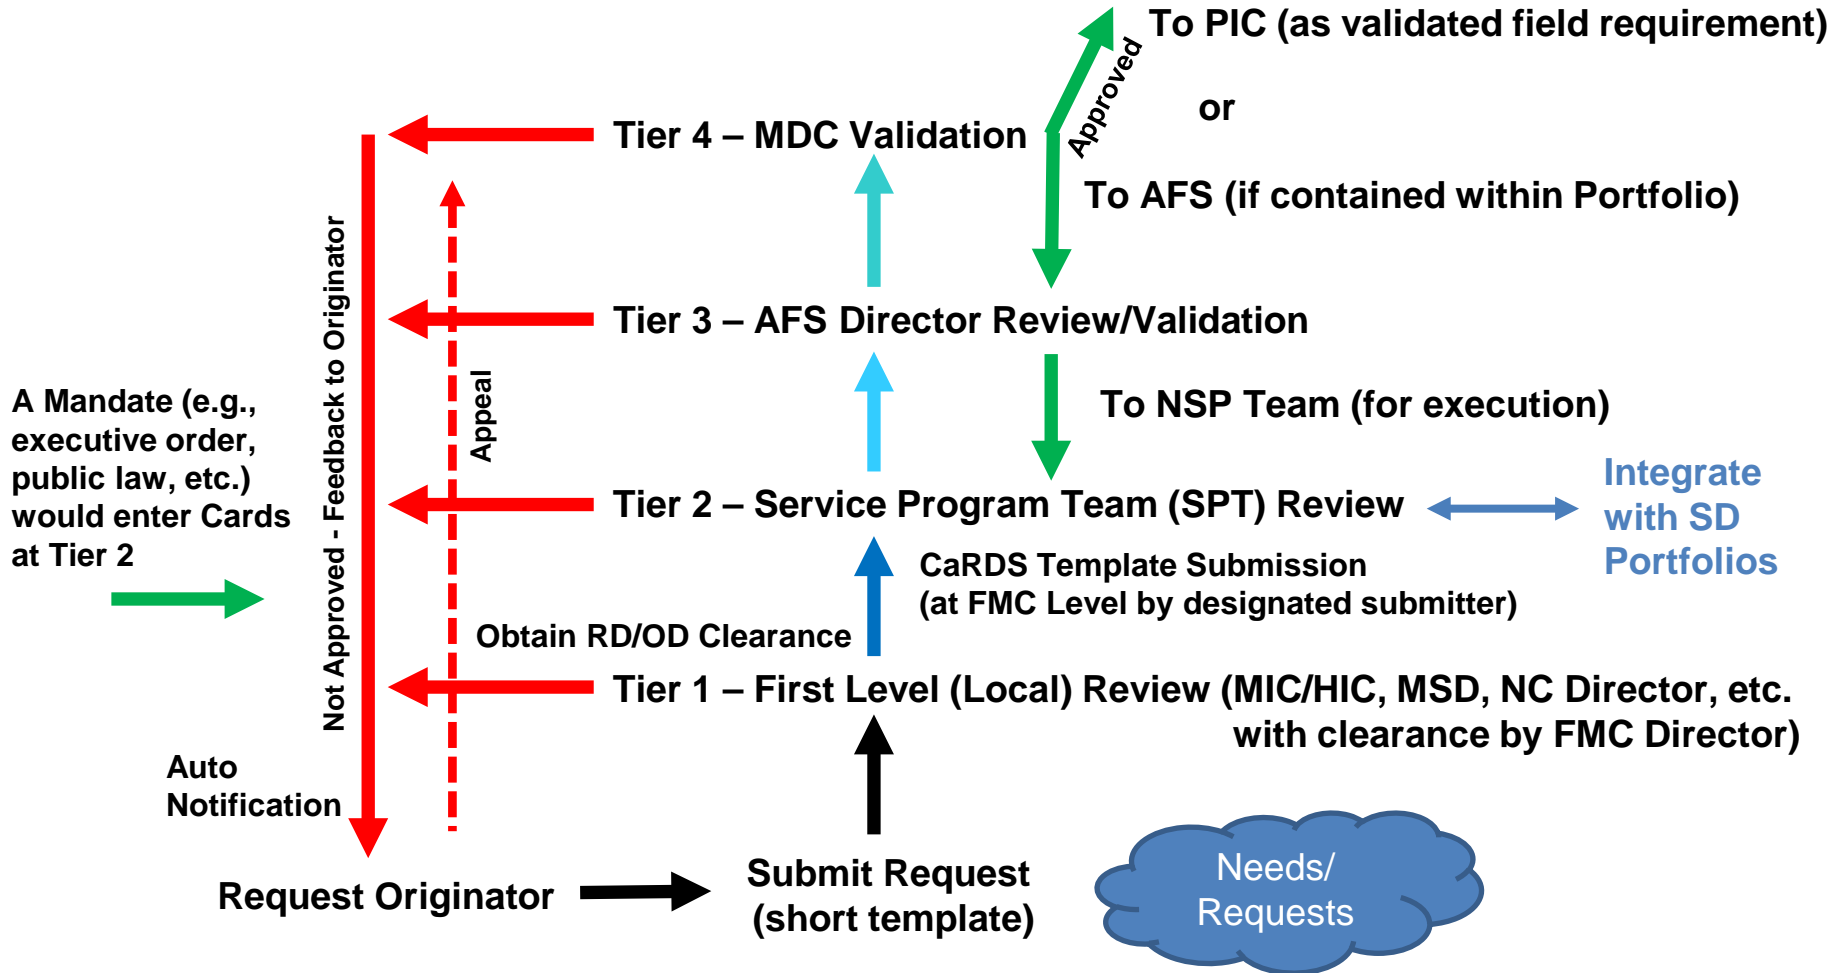 To PIC (as validated field requirement)
Approved
or
Tier 4 – MDC Validation
To AFS (if contained within Portfolio)
Not Approved - Feedback to Originator
Appeal
Tier 3 – AFS Director Review/Validation
A Mandate (e.g.,
executive order,
public law, etc.)
would enter Cards
at Tier 2
To NSP Team (for execution)
Tier 2 – Service Program Team (SPT) Review
Integrate
with SD
Portfolios
CaRDS Template Submission
(at FMC Level by designated submitter)
Obtain RD/OD Clearance
Tier 1 – First Level (Local) Review (MIC/HIC, MSD, NC Director, etc.
with clearance by FMC Director)
Auto
Notification
Request Originator
Submit Request
(short template)
Needs/
Requests